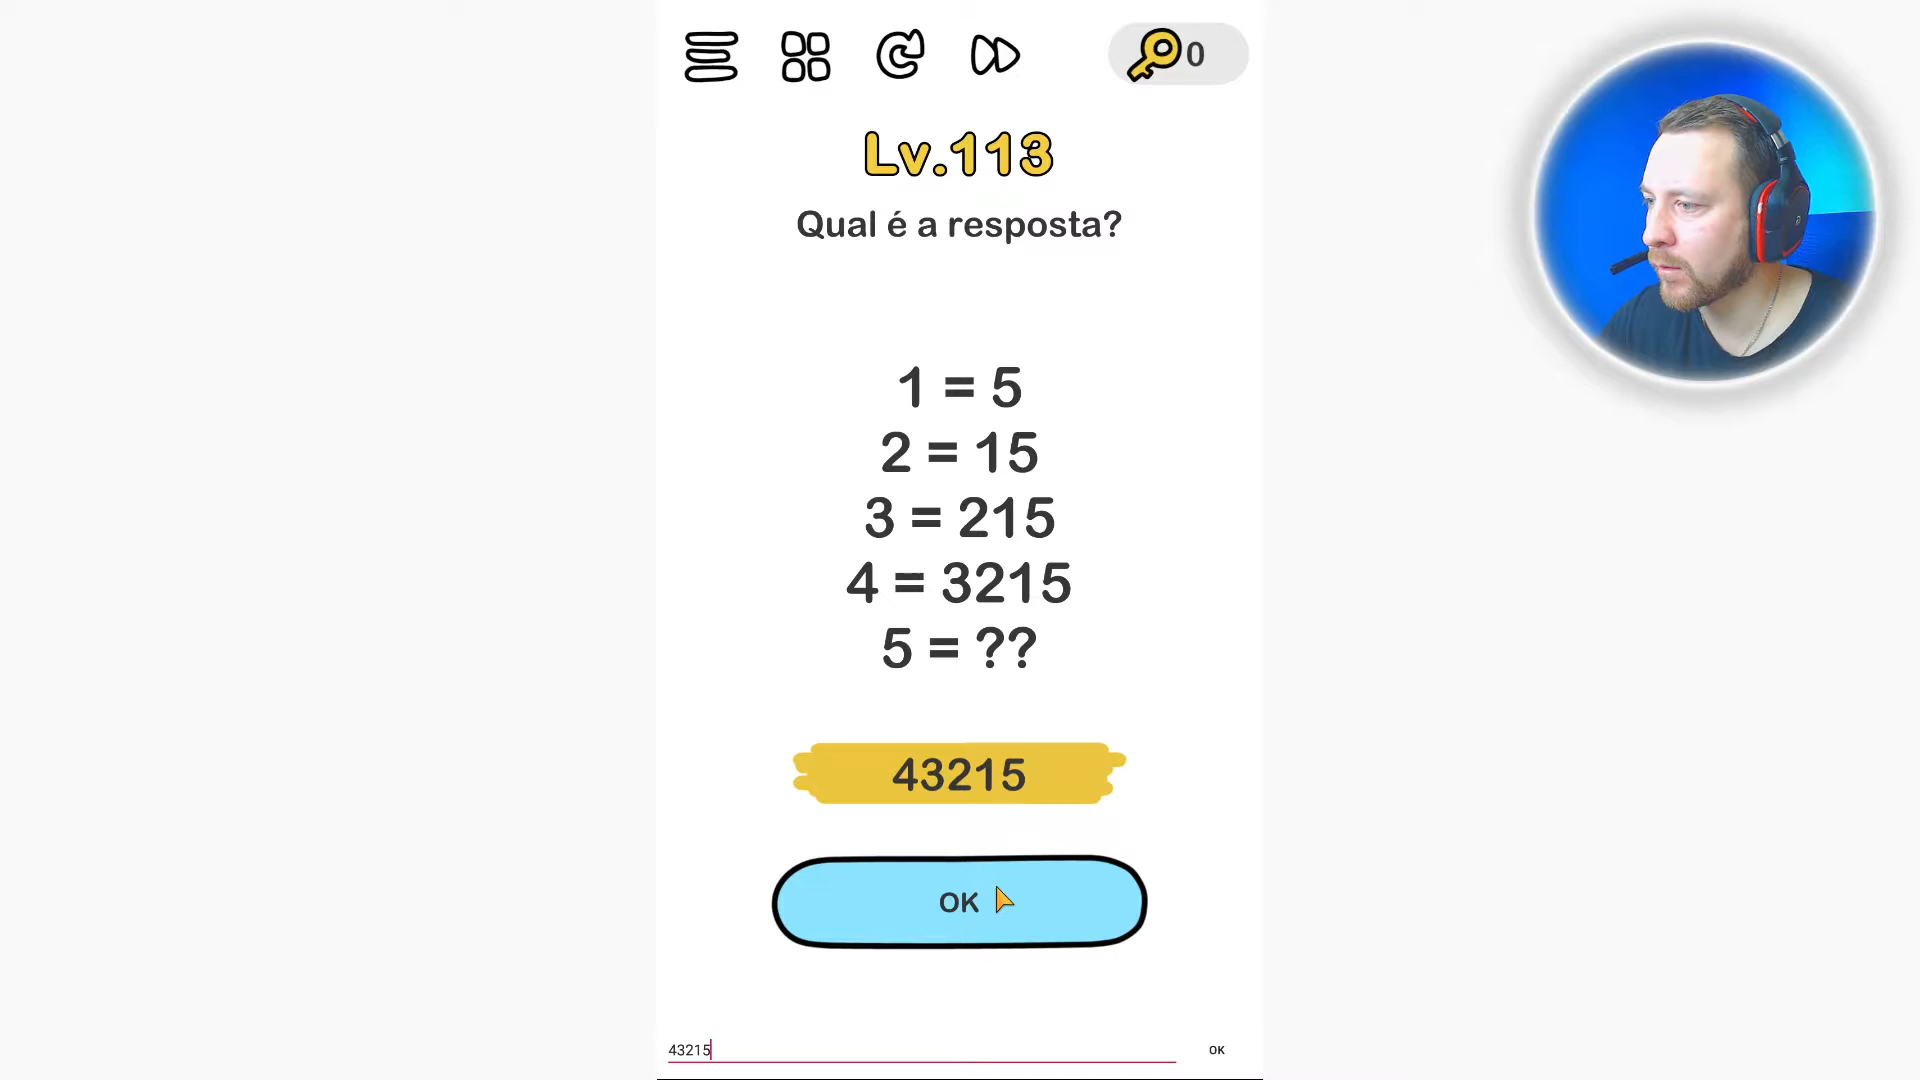 0
Lv.113
Qual é a resposta?
1 = 5
2 = 15
3 = 215
4 = 3215
5 = ??
43215
OK
43215 OK